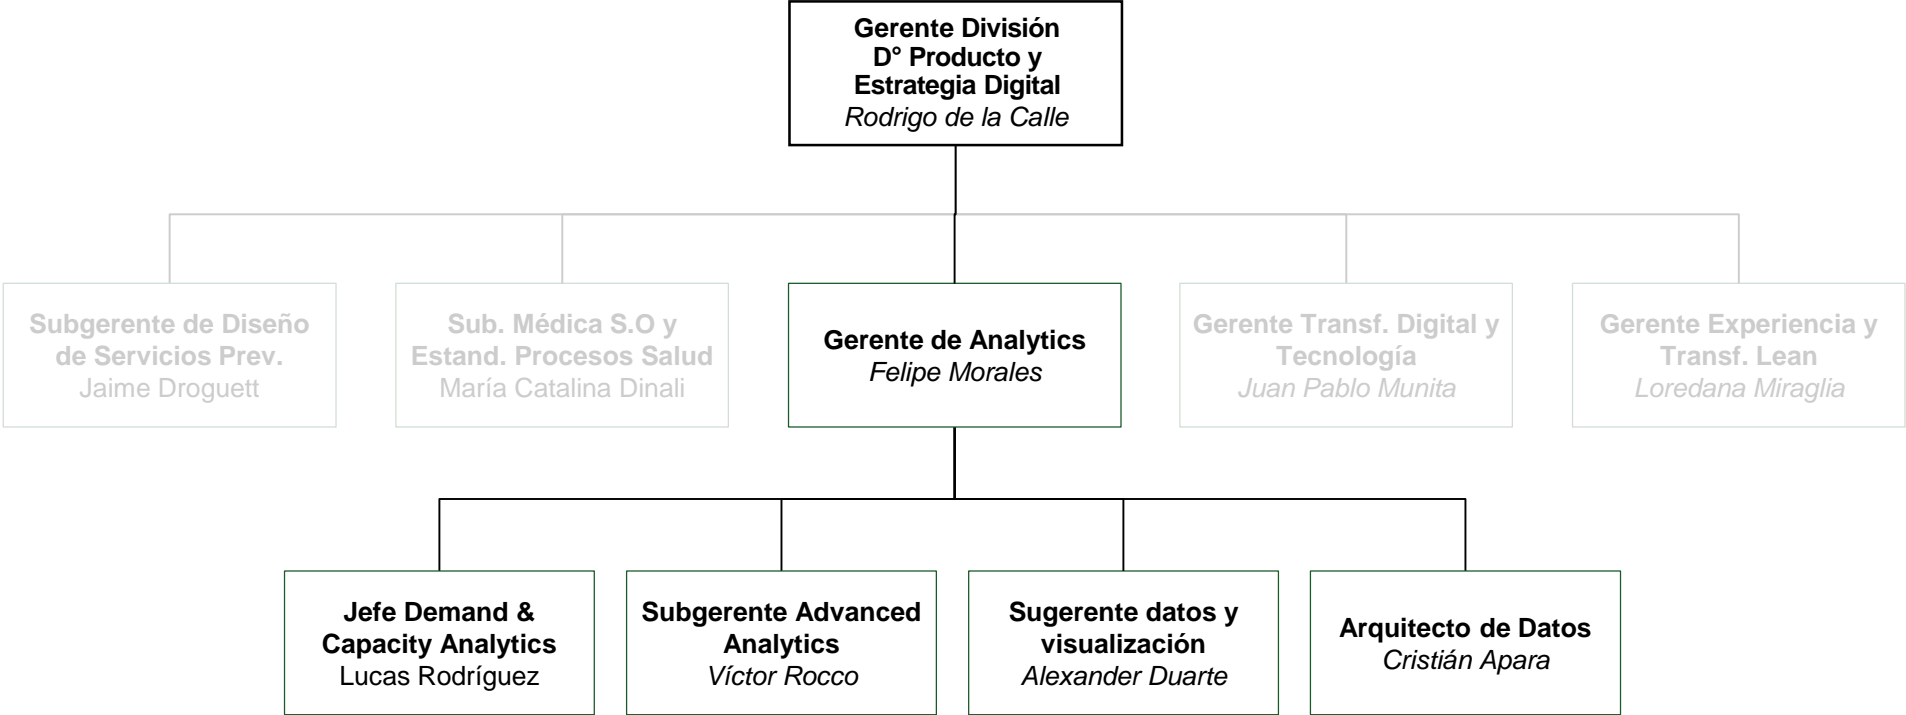 Gerente División
D° Producto y
Estrategia Digital
Rodrigo de la Calle
Subgerente de Diseño
de Servicios Prev.
Jaime Droguett
Sub. Médica S.O y
Estand. Procesos Salud
María Catalina Dinali
Gerente de Analytics
Felipe Morales
Gerente Transf. Digital y
Tecnología
Juan Pablo Munita
Gerente Experiencia y
Transf. Lean
Loredana Miraglia
Jefe Demand &
Capacity Analytics
Lucas Rodríguez
Subgerente Advanced
Analytics
Víctor Rocco
Sugerente datos y
visualización
Alexander Duarte
Arquitecto de Datos
Cristián Apara